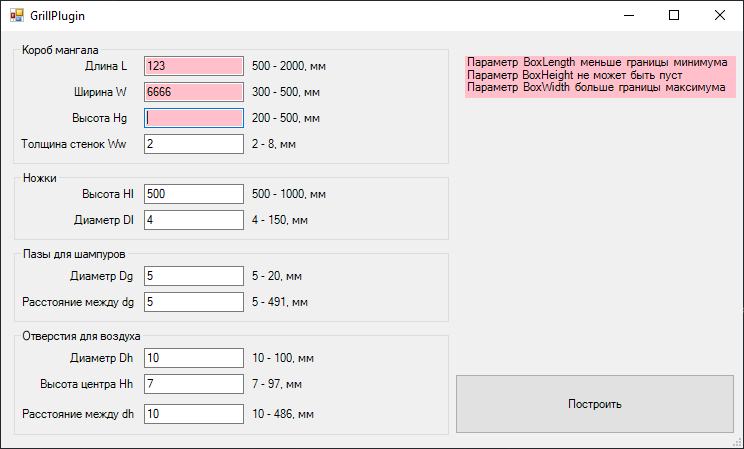 GrillPlugin
Короб мангала
Длина L 123 500 - 2000, мм
Ширина W 6666 300 - 500, мм
Высота Hg 200 - 500, мм
Толщина стенок Ww 2 2 - 8, мм
Параметр BoxLength меньше границы минимума
Параметр BoxHeight не может быть пуст
Параметр BoxWidth больше границы максимума
Ножки
Высота Hl 500 500 - 1000, мм
Диаметр Dl 4 4 - 150, мм
Пазы для шампуров
Диаметр Dg 5 5 - 20, мм
Расстояние между dg 5 5 - 491, мм
Отверстия для воздуха
Диаметр Dh 10 10 - 100, мм
Высота центра Hh 7 7 - 97, мм
Расстояние между dh 10 10 - 486, мм
Построить